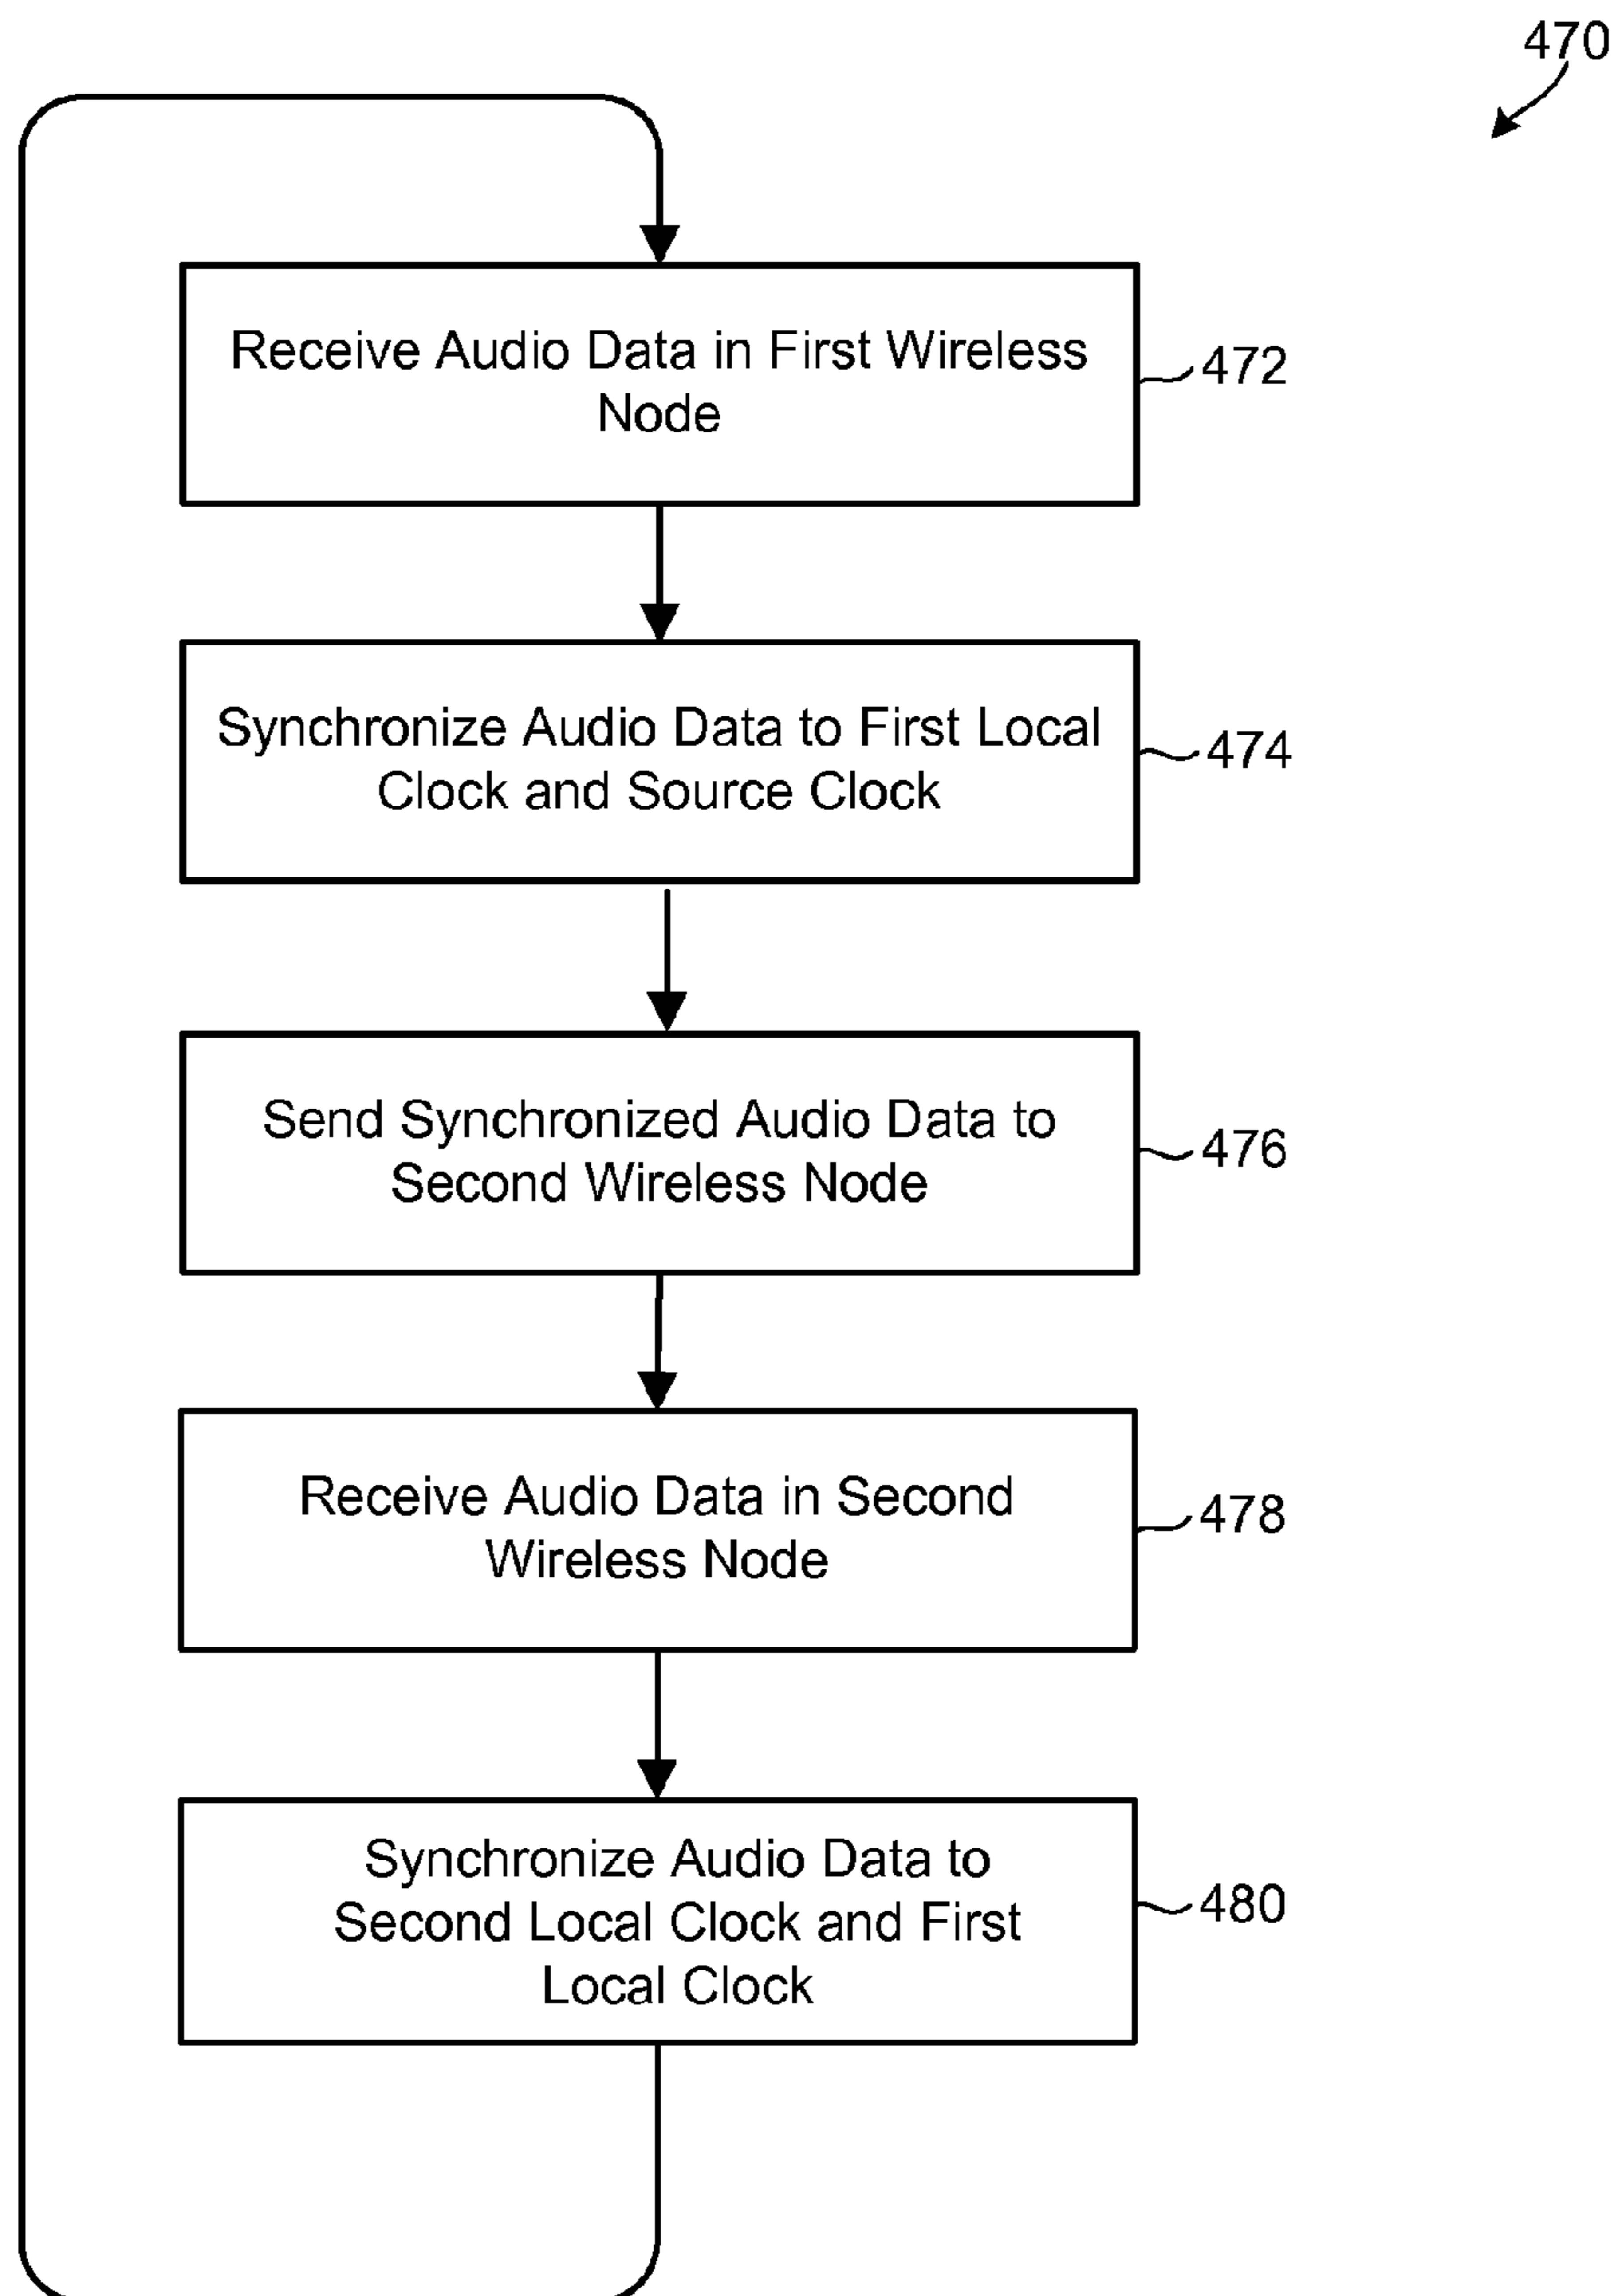 470
Receive Audio Data in First Wireless
Node
472
Synchronize Audio Data to First Local
Clock and Source Clock
474
Send Synchronized Audio Data to
Second Wireless Node
476
Receive Audio Data in Second
Wireless Node
478
Synchronize Audio Data to
Second Local Clock and First
Local Clock
480